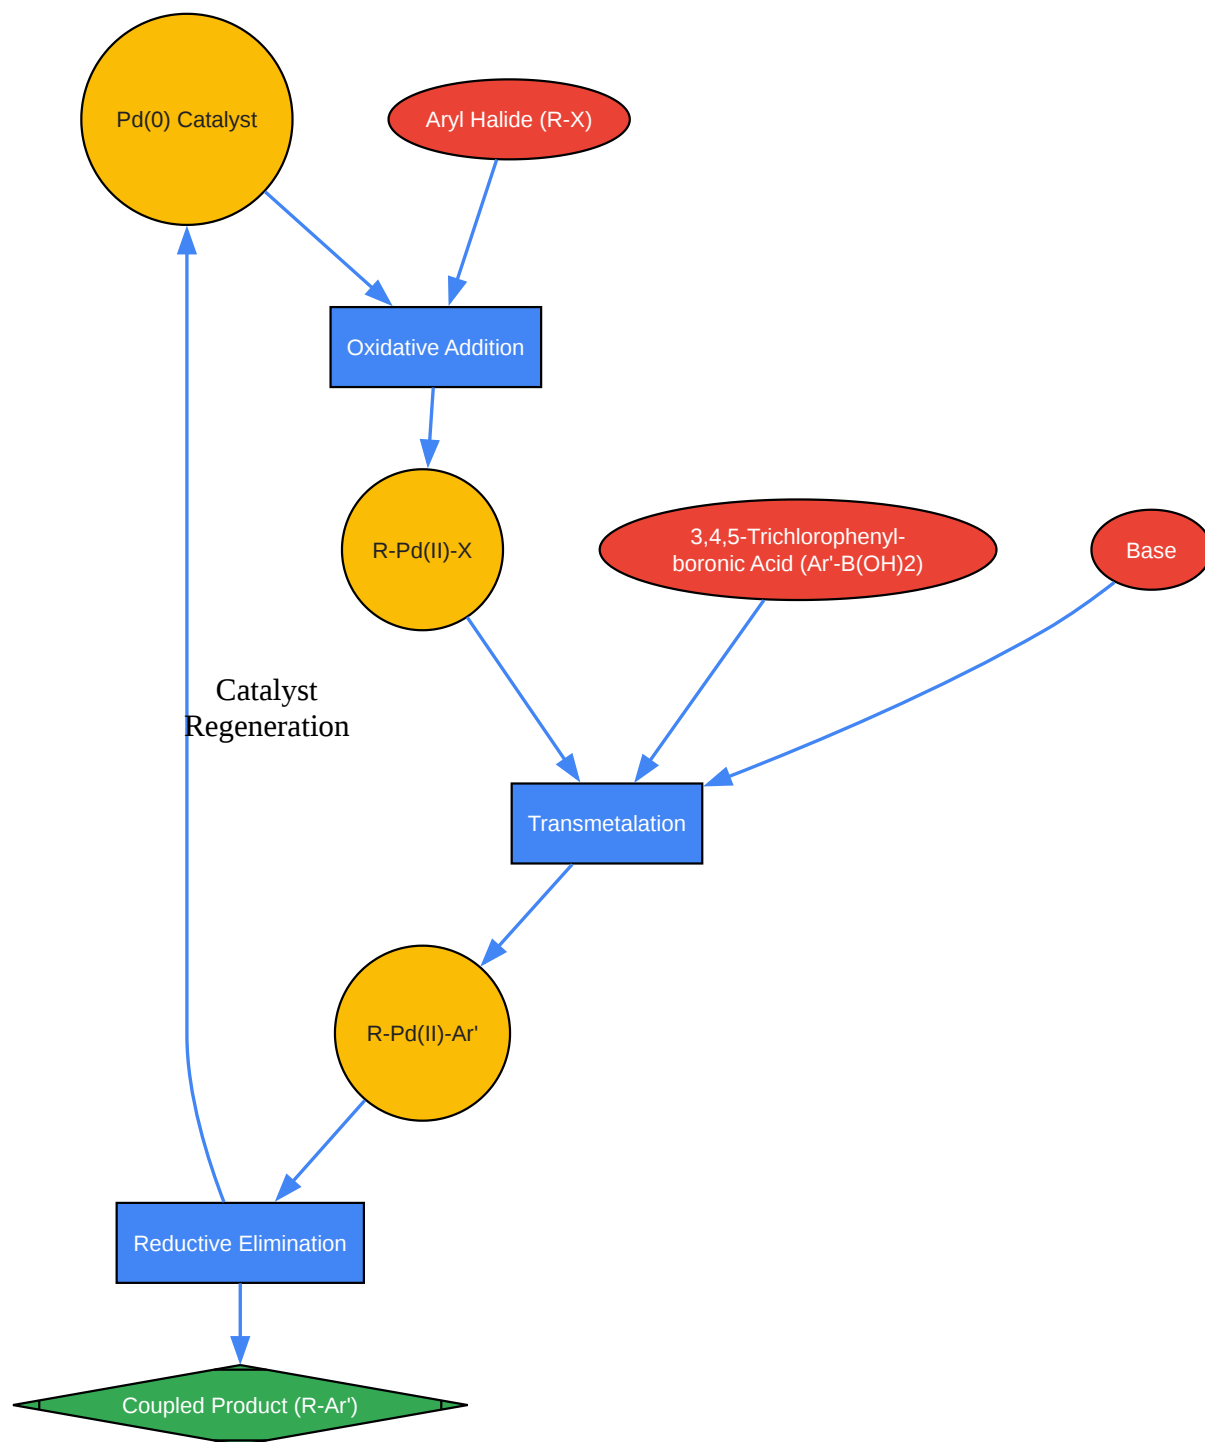 Pd(0) Catalyst
Aryl Halide (R-X)
Oxidative Addition
R-Pd(II)-X
3,4,5-Trichlorophenyl-
boronic Acid (Ar'-B(OH)2)
Base
Catalyst
Regeneration
Transmetalation
R-Pd(II)-Ar'
Reductive Elimination
Coupled Product (R-Ar')